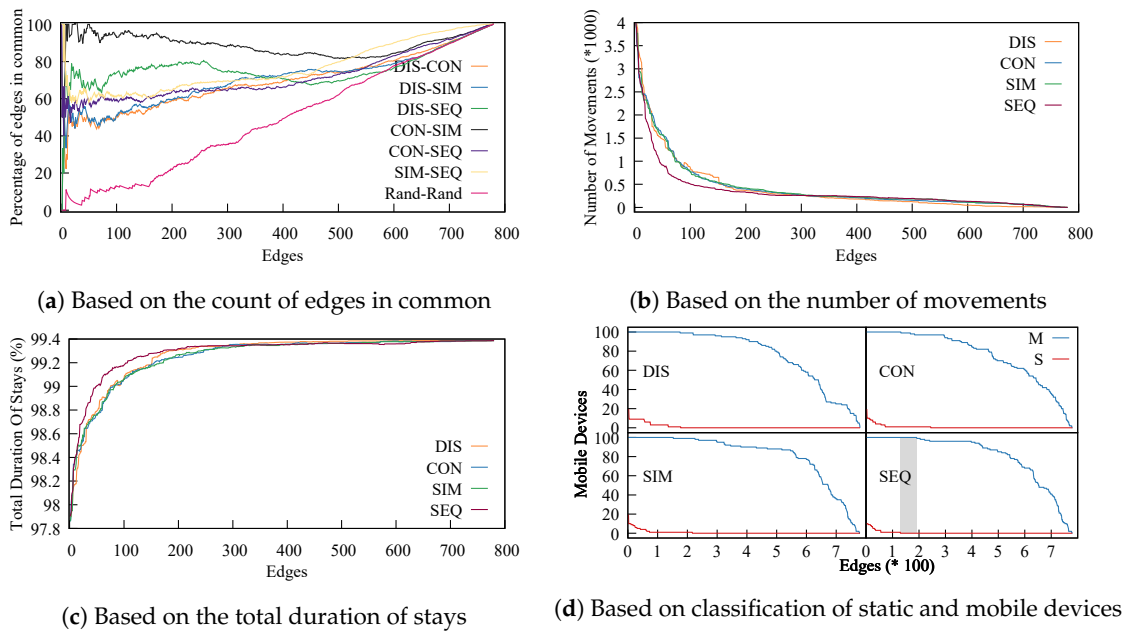 Percentage of edges in common
100
80
60
40
20
0
DIS-CON
DIS-SIM
DIS-SEQ
CON-SIM
CON-SEQ
SIM-SEQ
Rand-Rand
0 100 200 300 400 500 600 700 800
Edges
(a) Based on the count of edges in common
Number of Movements (*1000)
4
3.5
3
2.5
2
1.5
1
0.5
0
DIS
CON
SIM
SEQ
0 100 200 300 400 500 600 700 800
Edges
(b) Based on the number of movements
Total Duration Of Stays (%)
99.4
99.2
99
98.8
98.6
98.4
98.2
98
97.8
DIS
CON
SIM
SEQ
0 100 200 300 400 500 600 700 800
Edges
(c) Based on the total duration of stays
Mobile Devices
100
80
60
40
20
0
DIS
CON
M
S
100
80
60
40
20
0
SIM
SEQ
0 1 2 3 4 5 6 7
0 1 2 3 4 5 6 7
Edges (* 100)
(d) Based on classification of static and mobile devices